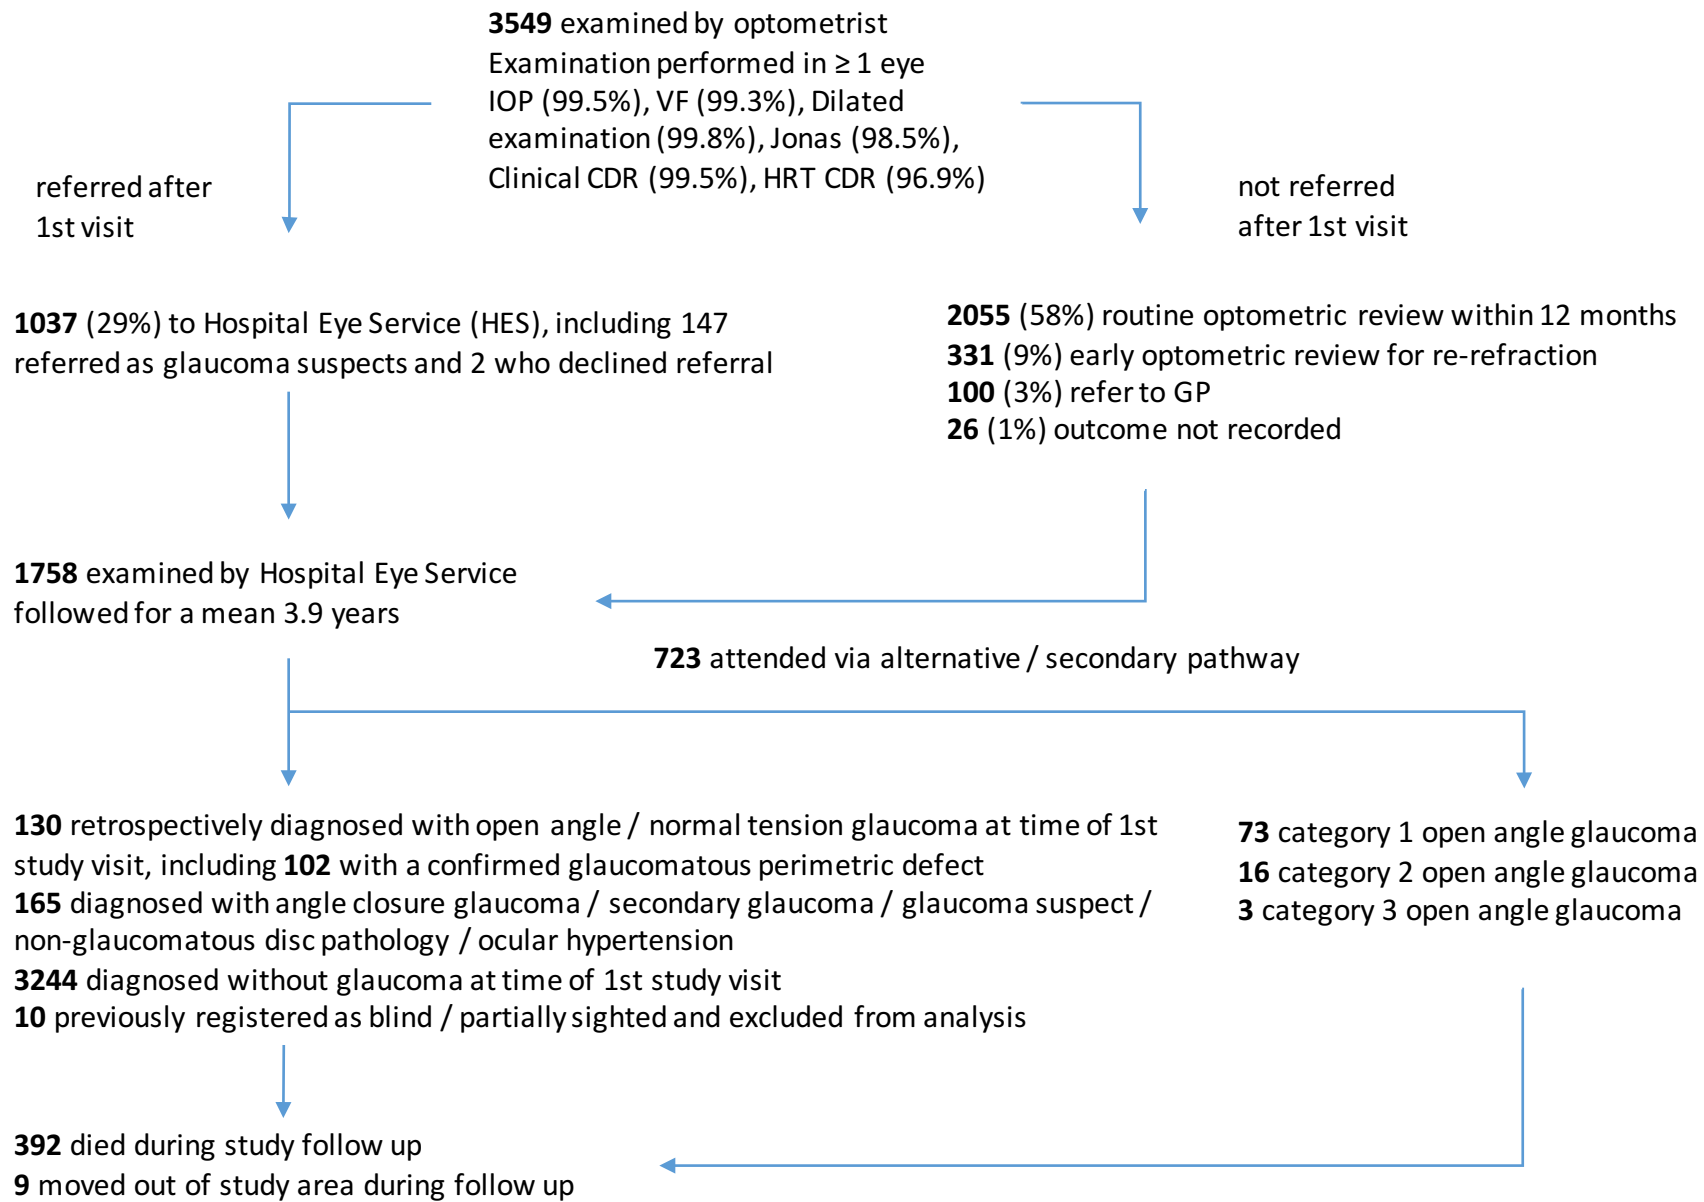 3549 examined by optometrist
Examination performed in ≥ 1 eye
IOP (99.5%), VF (99.3%), Dilated
examination (99.8%), Jonas (98.5%),
Clinical CDR (99.5%), HRT CDR (96.9%)
referred after
1st visit
not referred
after 1st visit
1037 (29%) to Hospital Eye Service (HES), including 147
referred as glaucoma suspects and 2 who declined referral
2055 (58%) routine optometric review within 12 months
331 (9%) early optometric review for re-refraction
100 (3%) refer to GP
26 (1%) outcome not recorded
1758 examined by Hospital Eye Service
followed for a mean 3.9 years
723 attended via alternative / secondary pathway
130 retrospectively diagnosed with open angle / normal tension glaucoma at time of 1st
study visit, including 102 with a confirmed glaucomatous perimetric defect
165 diagnosed with angle closure glaucoma / secondary glaucoma / glaucoma suspect /
non-glaucomatous disc pathology / ocular hypertension
3244 diagnosed without glaucoma at time of 1st study visit
10 previously registered as blind / partially sighted and excluded from analysis
73 category 1 open angle glaucoma
16 category 2 open angle glaucoma
3 category 3 open angle glaucoma
392 died during study follow up
9 moved out of study area during follow up